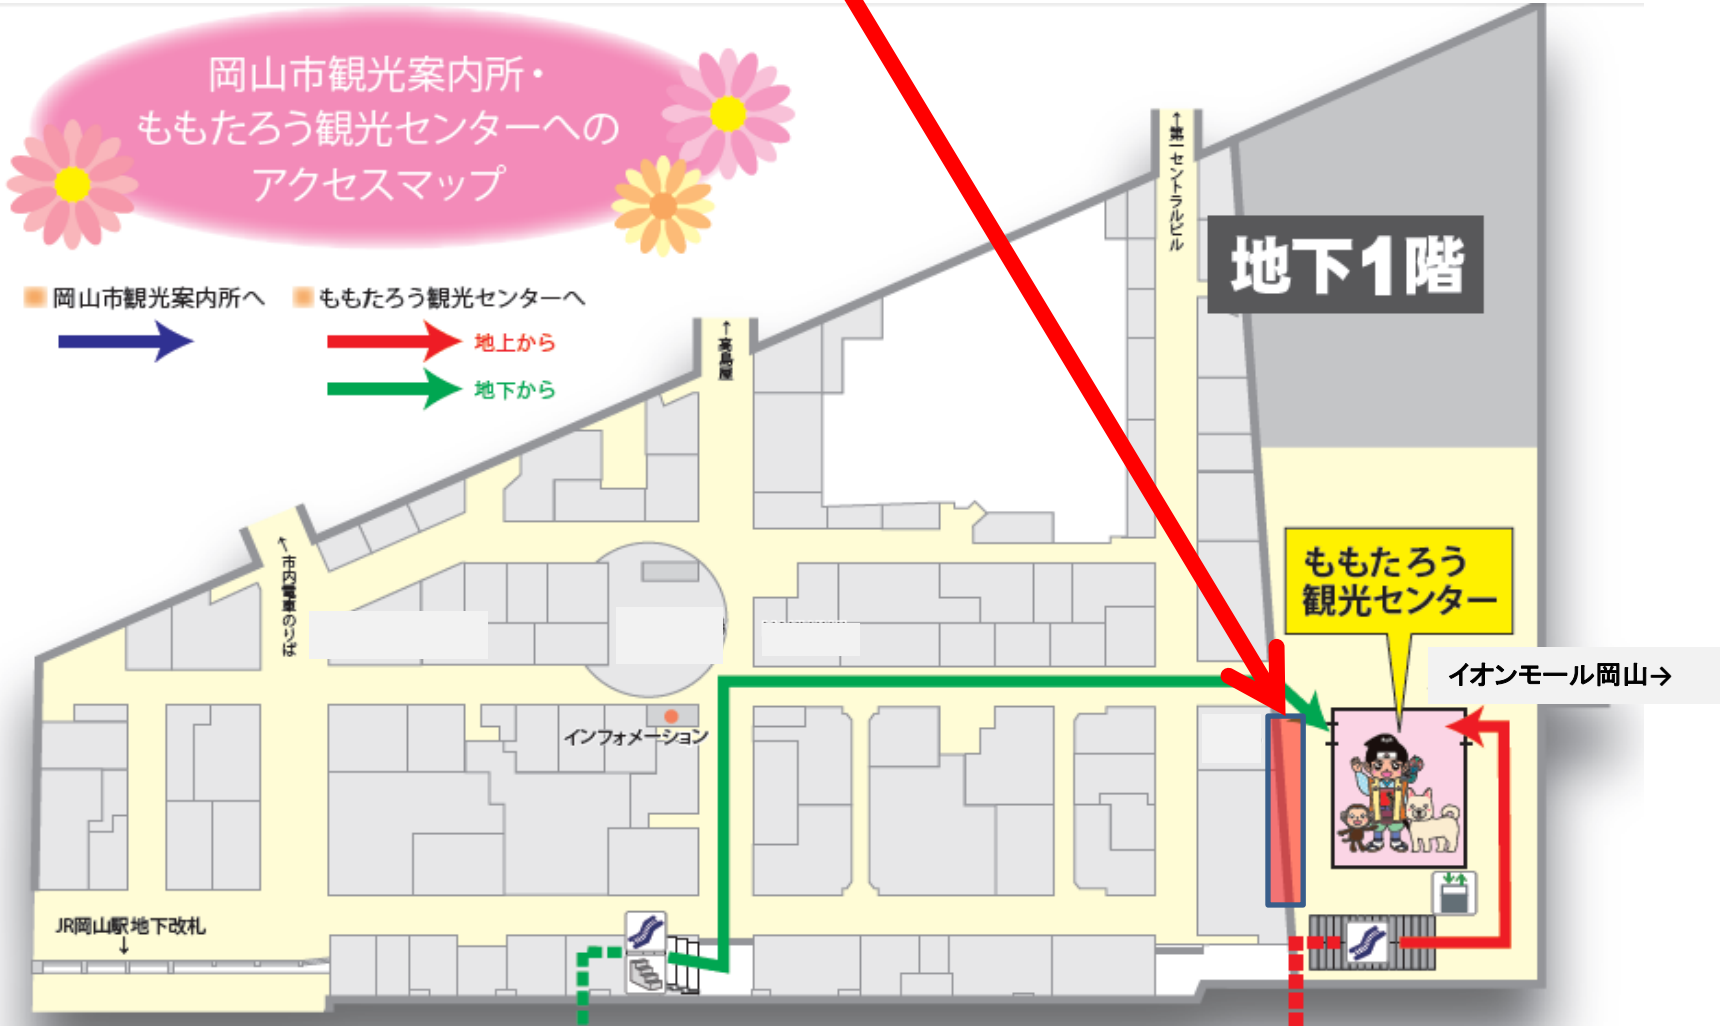 岡山市観光案内所・
ももたろう観光センターへの
アクセスマップ
岡山市観光案内所へ
ももたろう観光センターへ
地上から
地下から
↑第一セントラルビル
地下1階
↑高島屋
↑市内電車のりば
ももたろう
観光センター
イオンモール岡山→
インフォメーション
JR岡山駅地下改札
↓